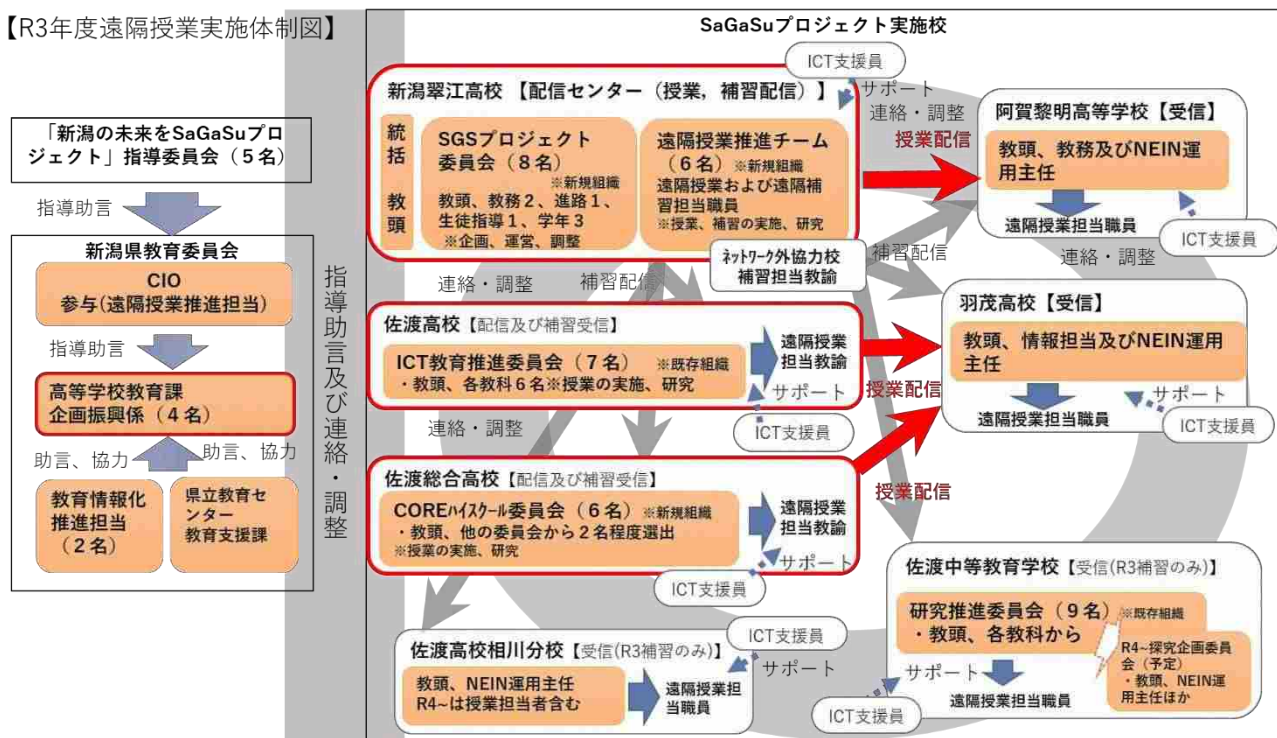 【R3年度遠隔授業実施体制図】
「新潟の未来をSaGaSuプロ
ジェクト」指導委員会（５名）
指導助言
新潟県教育委員会
CIO
参与(遠隔授業推進担当)
指導助言
高等学校教育課
企画振興係（４名）
助言、協力
助言、協力
教育情報化
推進担当
（２名）
県立教育セ
ンター
教育支援課
指導助言及び連絡・調整
SaGaSuプロジェクト実施校
ICT支援員
サポート
新潟翠江高校 【配信センター（授業，補習配信）】
統括
教頭
SGSプロジェクト
委員会（８名）
※新規組織
教頭、教務２、進路１、
生徒指導１、学年３
※企画、運営、調整
遠隔授業推進チーム
（６名）※新規組織
遠隔授業および遠隔補
習担当職員
※授業、補習の実施、研究
ﾈｯﾄﾜｰｸ外協力校
補習担当教諭
連絡・調整
授業配信
阿賀黎明高等学校【受信】
教頭、教務及びNEIN運
用主任
遠隔授業担当職員
ICT支援員
連絡・調整
補習配信
連絡・調整
補習配信
佐渡高校【配信及び補習受信】
ICT教育推進委員会（７名） ※既存組織
・教頭、各教科６名※授業の実施、研究
遠隔授業
担当教諭
サポート
ICT支援員
授業配信
羽茂高校【受信】
教頭、情報担当及びNEIN運用
主任
遠隔授業担当職員
サポート
ICT支援員
連絡・調整
佐渡総合高校【配信及び補習受信】
COREﾊｲｽｸｰﾙ委員会（６名）※新規組織
・教頭、他の委員会から２名程度選出
※授業の実施、研究
遠隔授業
担当教諭
サポート
ICT支援員
授業配信
佐渡高校相川分校【受信(R3補習のみ)】
教頭、NEIN運用主任
R4~は授業担当者含む
遠隔授業担
当職員
ICT支援員
サポート
佐渡中等教育学校【受信(R3補習のみ)】
研究推進委員会（９名）※既存組織
・教頭、各教科から
R4~探究企画委員
会（予定）
・教頭、NEIN運
用主任ほか
サポート
遠隔授業担当職員
ICT支援員